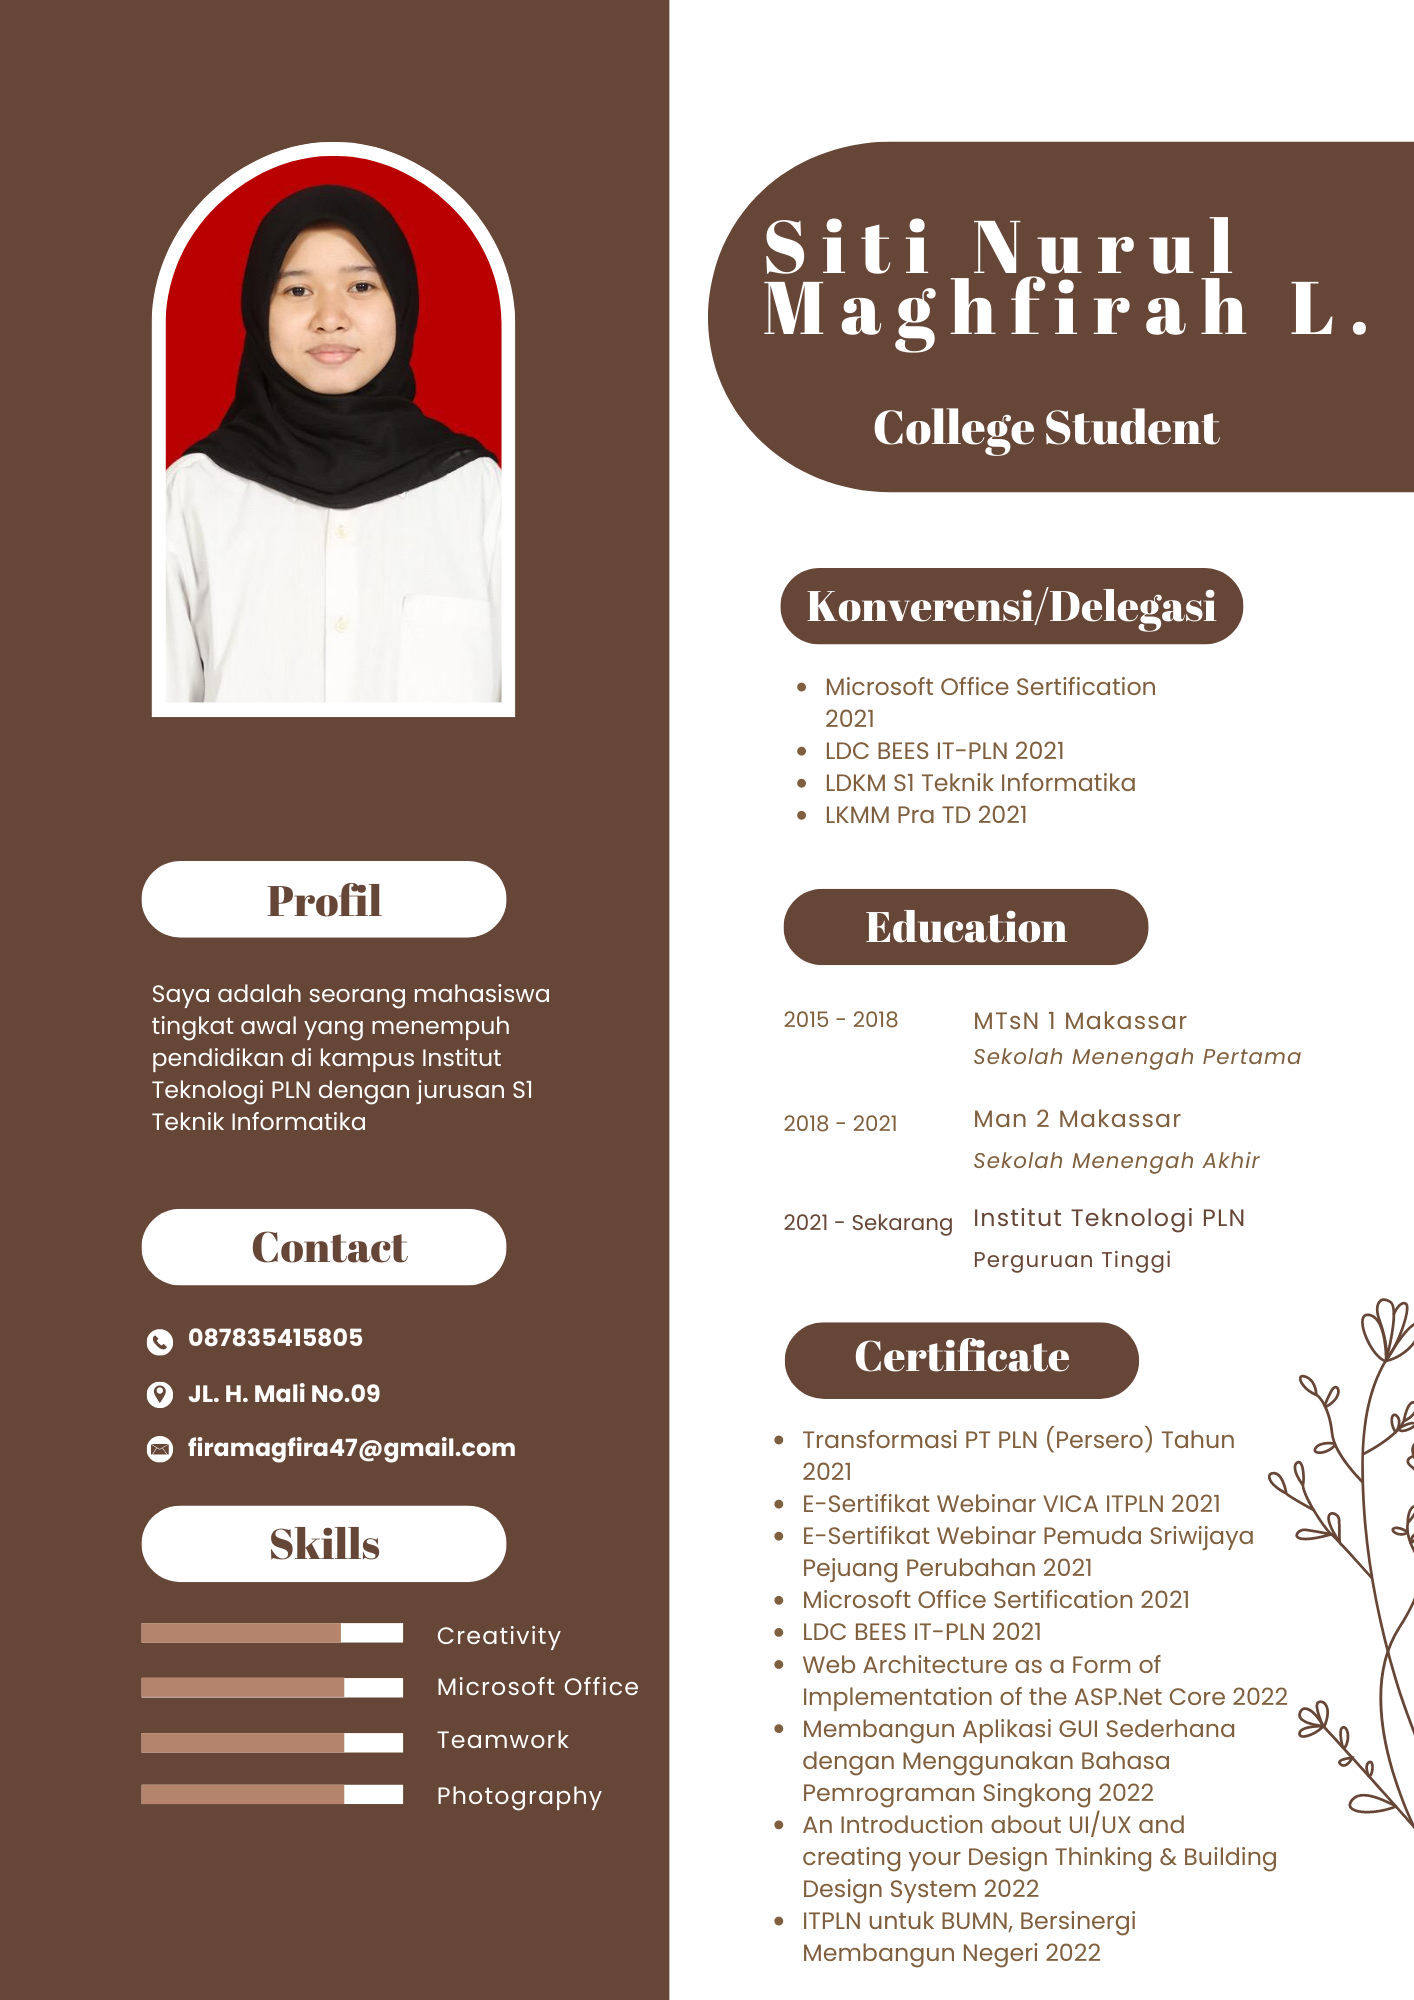 Siti Nurul
Maghfirah L.
College Student
Profil
Saya adalah seorang mahasiswa
tingkat awal yang menempuh
pendidikan di kampus Institut
Teknologi PLN dengan jurusan S1
Teknik Informatika
Contact
087835415805
JL. H. Mali No.09
firamagfira47@gmail.com
Skills
Creativity
Microsoft Office
Teamwork
Photography
Konverensi/Delegasi
• Microsoft Office Sertification
2021
• LDC BEES IT-PLN 2021
• LDKM S1 Teknik Informatika
• LKMM Pra TD 2021
Education
2015 - 2018 MTsN 1 Makassar
Sekolah Menengah Pertama
2018 - 2021 Man 2 Makassar
Sekolah Menengah Akhir
2021 - Sekarang Institut Teknologi PLN
Perguruan Tinggi
Certificate
• Transformasi PT PLN (Persero) Tahun
2021
• E-Sertifikat Webinar VICA ITPLN 2021
• E-Sertifikat Webinar Pemuda Sriwijaya
Pejuang Perubahan 2021
• Microsoft Office Sertification 2021
• LDC BEES IT-PLN 2021
• Web Architecture as a Form of
Implementation of the ASP.Net Core 2022
• Membangun Aplikasi GUI Sederhana
dengan Menggunakan Bahasa
Pemrograman Singkong 2022
• An Introduction about UI/UX and
creating your Design Thinking & Building
Design System 2022
• ITPLN untuk BUMN, Bersinergi
Membangun Negeri 2022